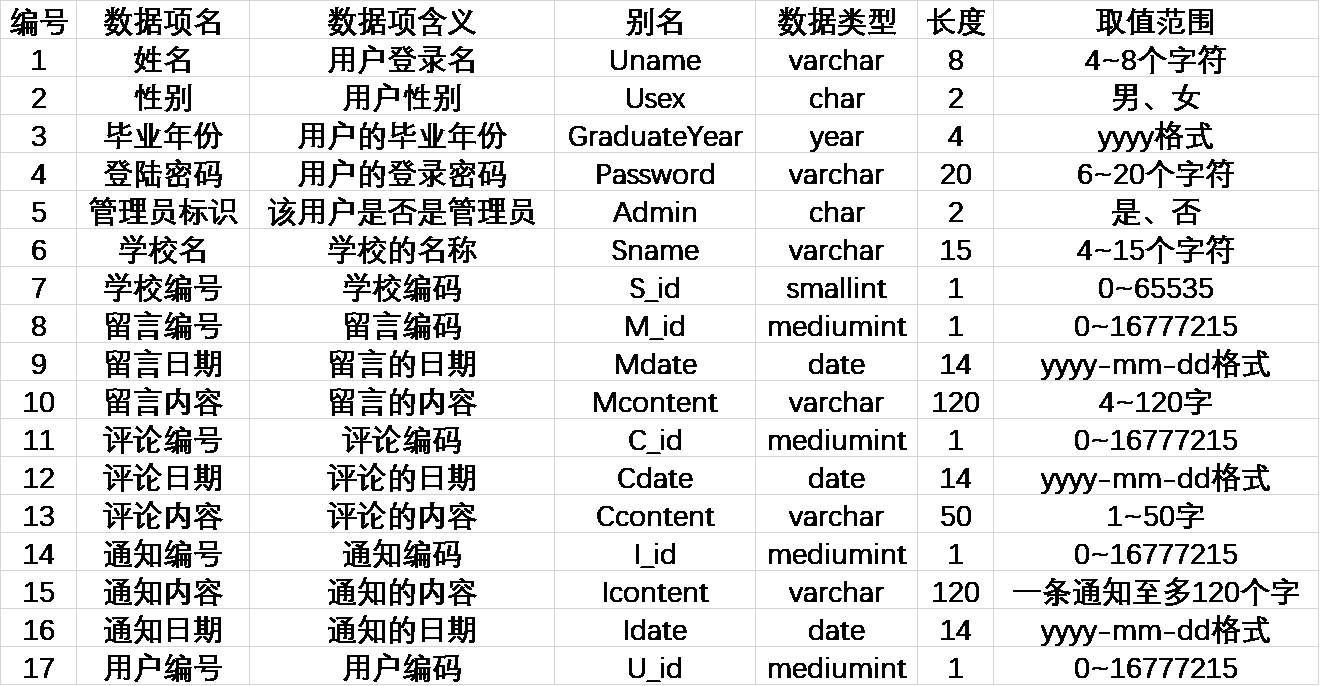 编号 数据项名 数据项含义 别名 数据类型 长度 取值范围
1 姓名 用户登录名 Uname varchar 8 4~8个字符
2 性别 用户性别 Usex char 2 男、女
3 毕业年份 用户的毕业年份 GraduateYear year 4 yyyy格式
4 登陆密码 用户的登录密码 Password varchar 20 6~20个字符
5 管理员标识 该用户是否是管理员 Admin char 2 是、否
6 学校名 学校的名称 Sname varchar 15 4~15个字符
7 学校编号 学校编码 S_id smallint 1 0~65535
8 留言编号 留言编码 M_id mediumint 1 0~16777215
9 留言日期 留言的日期 Mdate date 14 yyyy-mm-dd格式
10 留言内容 留言的内容 Mcontent varchar 120 4~120字
11 评论编号 评论编码 C_id mediumint 1 0~16777215
12 评论日期 评论的日期 Cdate date 14 yyyy-mm-dd格式
13 评论内容 评论的内容 Ccontent varchar 50 1~50字
14 通知编号 通知编码 I_id mediumint 1 0~16777215
15 通知内容 通知的内容 Icontent varchar 120 一条通知至多120个字
16 通知日期 通知的日期 Idate date 14 yyyy-mm-dd格式
17 用户编号 用户编码 U_id mediumint 1 0~16777215